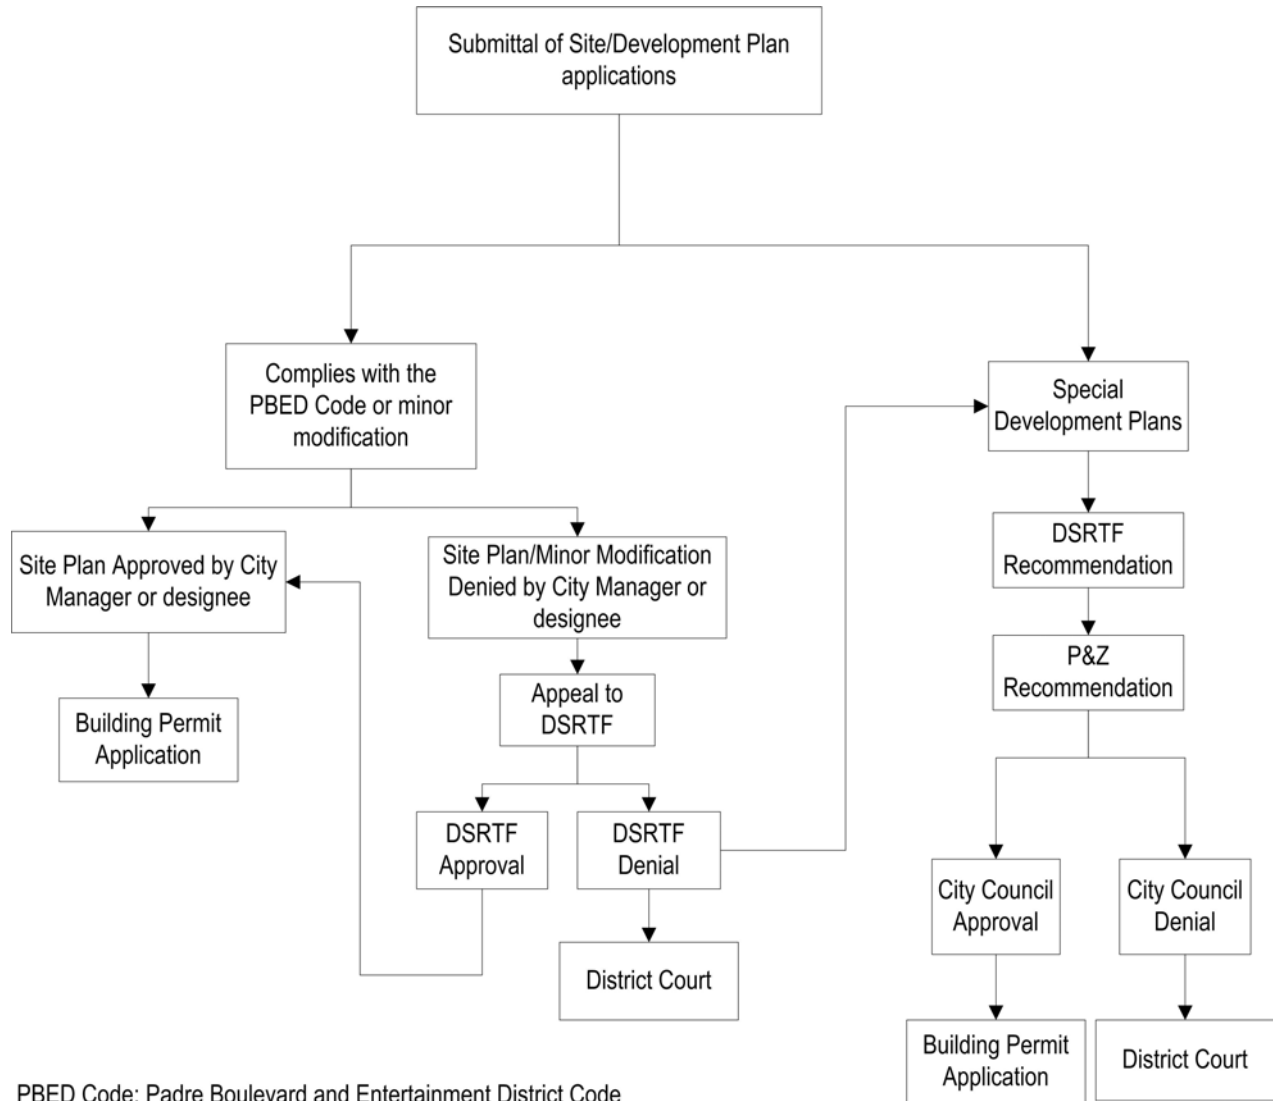 Submittal of Site/Development Plan
applications
Complies with the
PBED Code or minor
modification
Special
Development Plans
Site Plan Approved by City
Manager or designee
Site Plan/Minor Modification
Denied by City Manager or
designee
DSRTF
Recommendation
P&Z
Recommendation
Building Permit
Application
Appeal to
DSRTF
DSRTF
Approval
DSRTF
Denial
City Council
Approval
City Council
Denial
District Court
Building Permit
Application
District Court
PBED Code: Padre Boulevard and Entertainment District Code